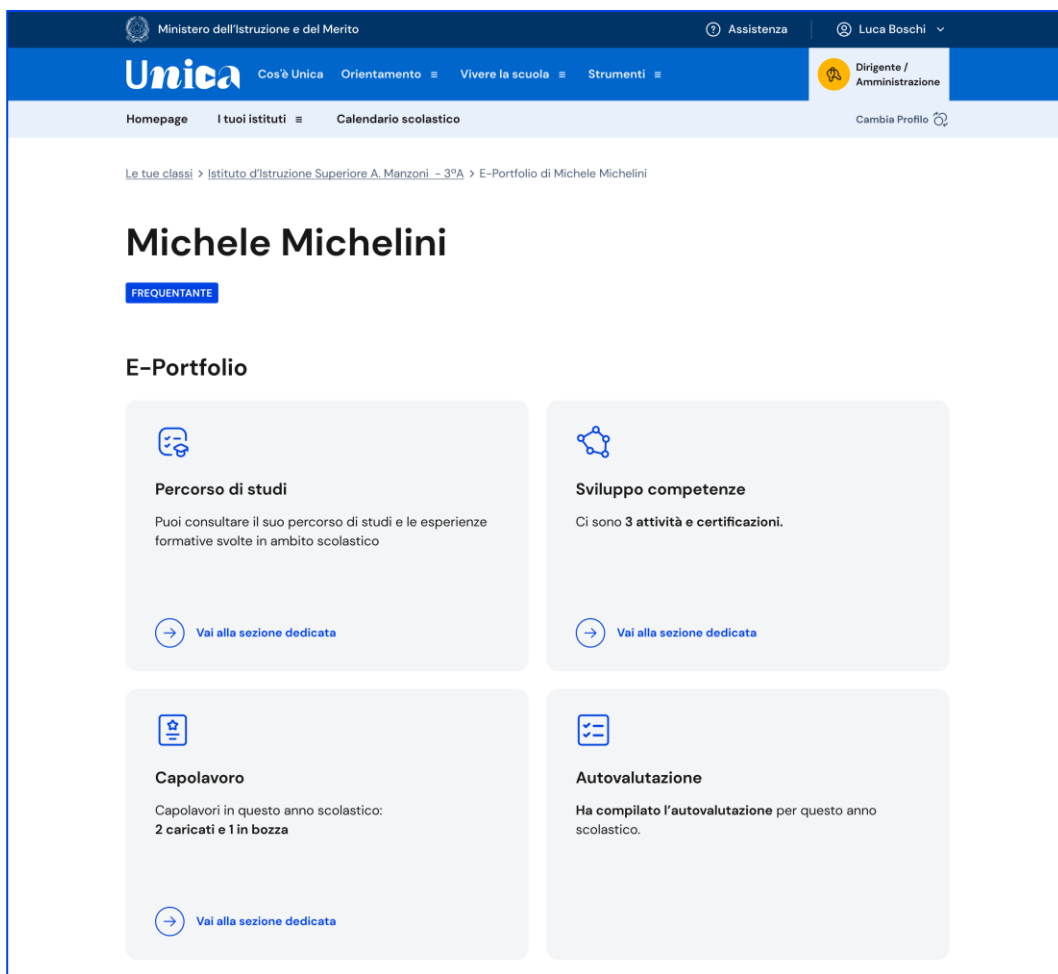 Ministero dell'Istruzione e del Merito
Assistenza
Luca Boschi
Unica
Cos'è Unica
Orientamento
Vivere la scuola
Strumenti
Dirigente /
Amministrazione
Homepage
I tuoi istituti
Calendario scolastico
Cambia Profilo
Le tue classi > Istituto d'Istruzione Superiore A. Manzoni - 3ªA > E-Portfolio di Michele Michelini
Michele Michelini
FREQUENTANTE
E-Portfolio
Percorso di studi
Puoi consultare il suo percorso di studi e le esperienze
formative svolte in ambito scolastico
Vai alla sezione dedicata
Sviluppo competenze
Ci sono 3 attività e certificazioni.
Vai alla sezione dedicata
Capolavoro
Capolavori in questo anno scolastico:
2 caricati e 1 in bozza
Vai alla sezione dedicata
Autovalutazione
Ha compilato l'autovalutazione per questo anno
scolastico.